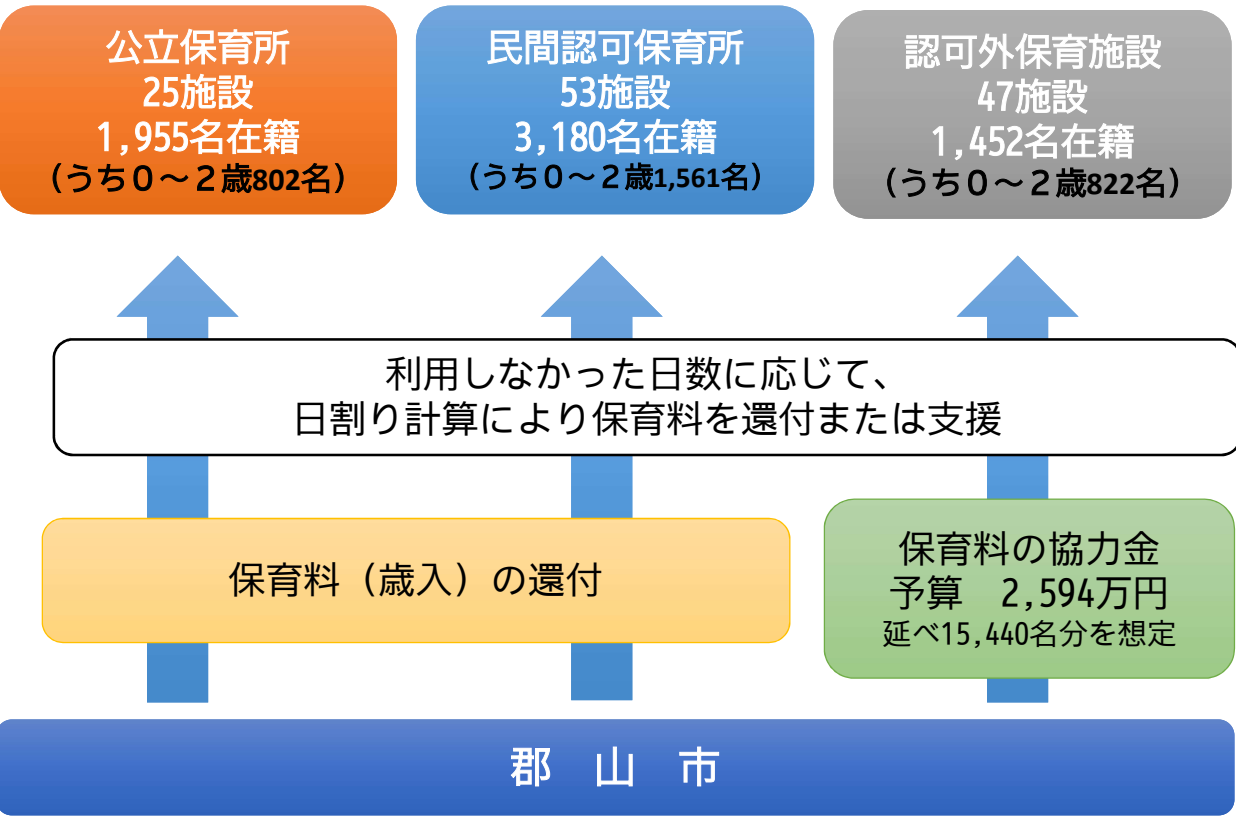 公立保育所
25施設
1,955名在籍
（うち０～２歳802名）
民間認可保育所
53施設
3,180名在籍
（うち０～２歳1,561名）
認可外保育施設
47施設
1,452名在籍
（うち０～２歳822名）
利用しなかった日数に応じて、
日割り計算により保育料を還付または支援
保育料（歳入）の還付
保育料の協力金
予算　2,594万円
延べ15,440名分を想定
郡　山　市